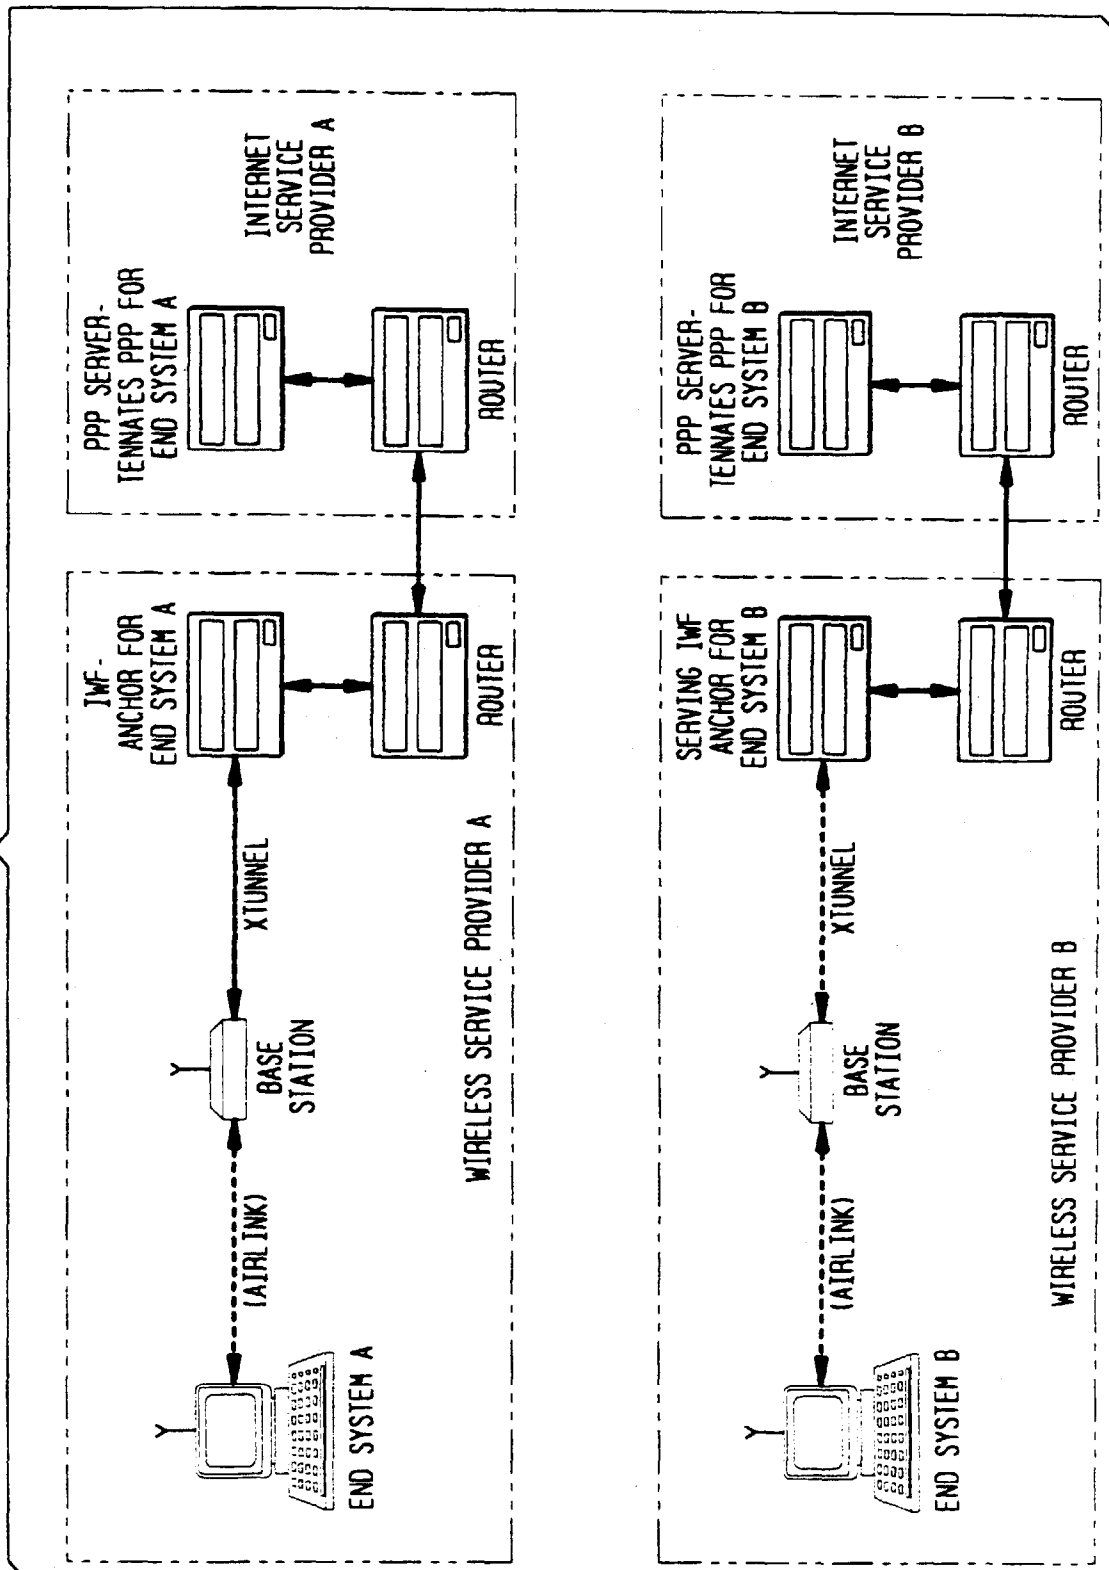 PPP SERVER-
TENNATES PPP FOR
END SYSTEM A
INTERNET
SERVICE
PROVIDER A
ROUTER
IWF-
ANCHOR FOR
END SYSTEM A
ROUTER
XTUNNEL
BASE
STATION
(AIRLINK)
END SYSTEM A
WIRELESS SERVICE PROVIDER A
PPP SERVER-
TENNATES PPP FOR
END SYSTEM B
INTERNET
SERVICE
PROVIDER B
ROUTER
SERVING IWF
ANCHOR FOR
END SYSTEM B
ROUTER
XTUNNEL
BASE
STATION
(AIRLINK)
END SYSTEM B
WIRELESS SERVICE PROVIDER B